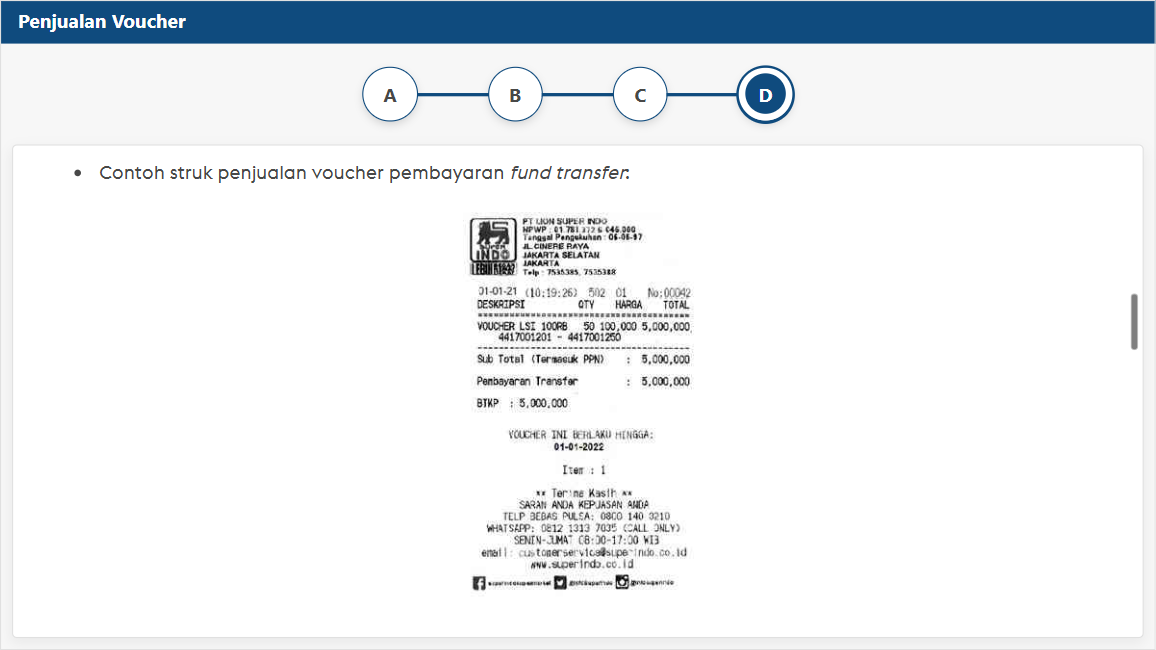 Penjualan Voucher
A B C D
• Contoh struk penjualan voucher pembayaran fund transfer:
SUPER
INDO
PT LION SUPER INDO
NPWP : 01.781.372.6 046.000
Tanggal Pengukuhan : 06-06-97
JL.CINERE RAYA
JAKARTA SELATAN
JAKARTA
Telp : 7535385, 7535388
01-01-21 (10:19:26) 502 01 No:00042
DESKRIPSI QTY HARGA TOTAL
VOUCHER LSI 100RB 50 100,000 5,000,000
4417001201 - 4417001250
Sub Total (Termasuk PPN) : 5,000,000
Pembayaran Transfer : 5,000,000
BTKP : 5,000,000
VOUCHER INI BERLAKU HINGGA:
01-01-2022
Item : 1
** Terima Kasih **
SARAN ANDA KEPUASAN ANDA
TELP BEBAS PULSA: 0800 140 3210
WHATSAPP: 0812 1313 7035 (CALL ONLY)
SENIN-JUMAT 08:00-17:00 WIB
email: customerservice@superindo.co.id
www.superindo.co.id